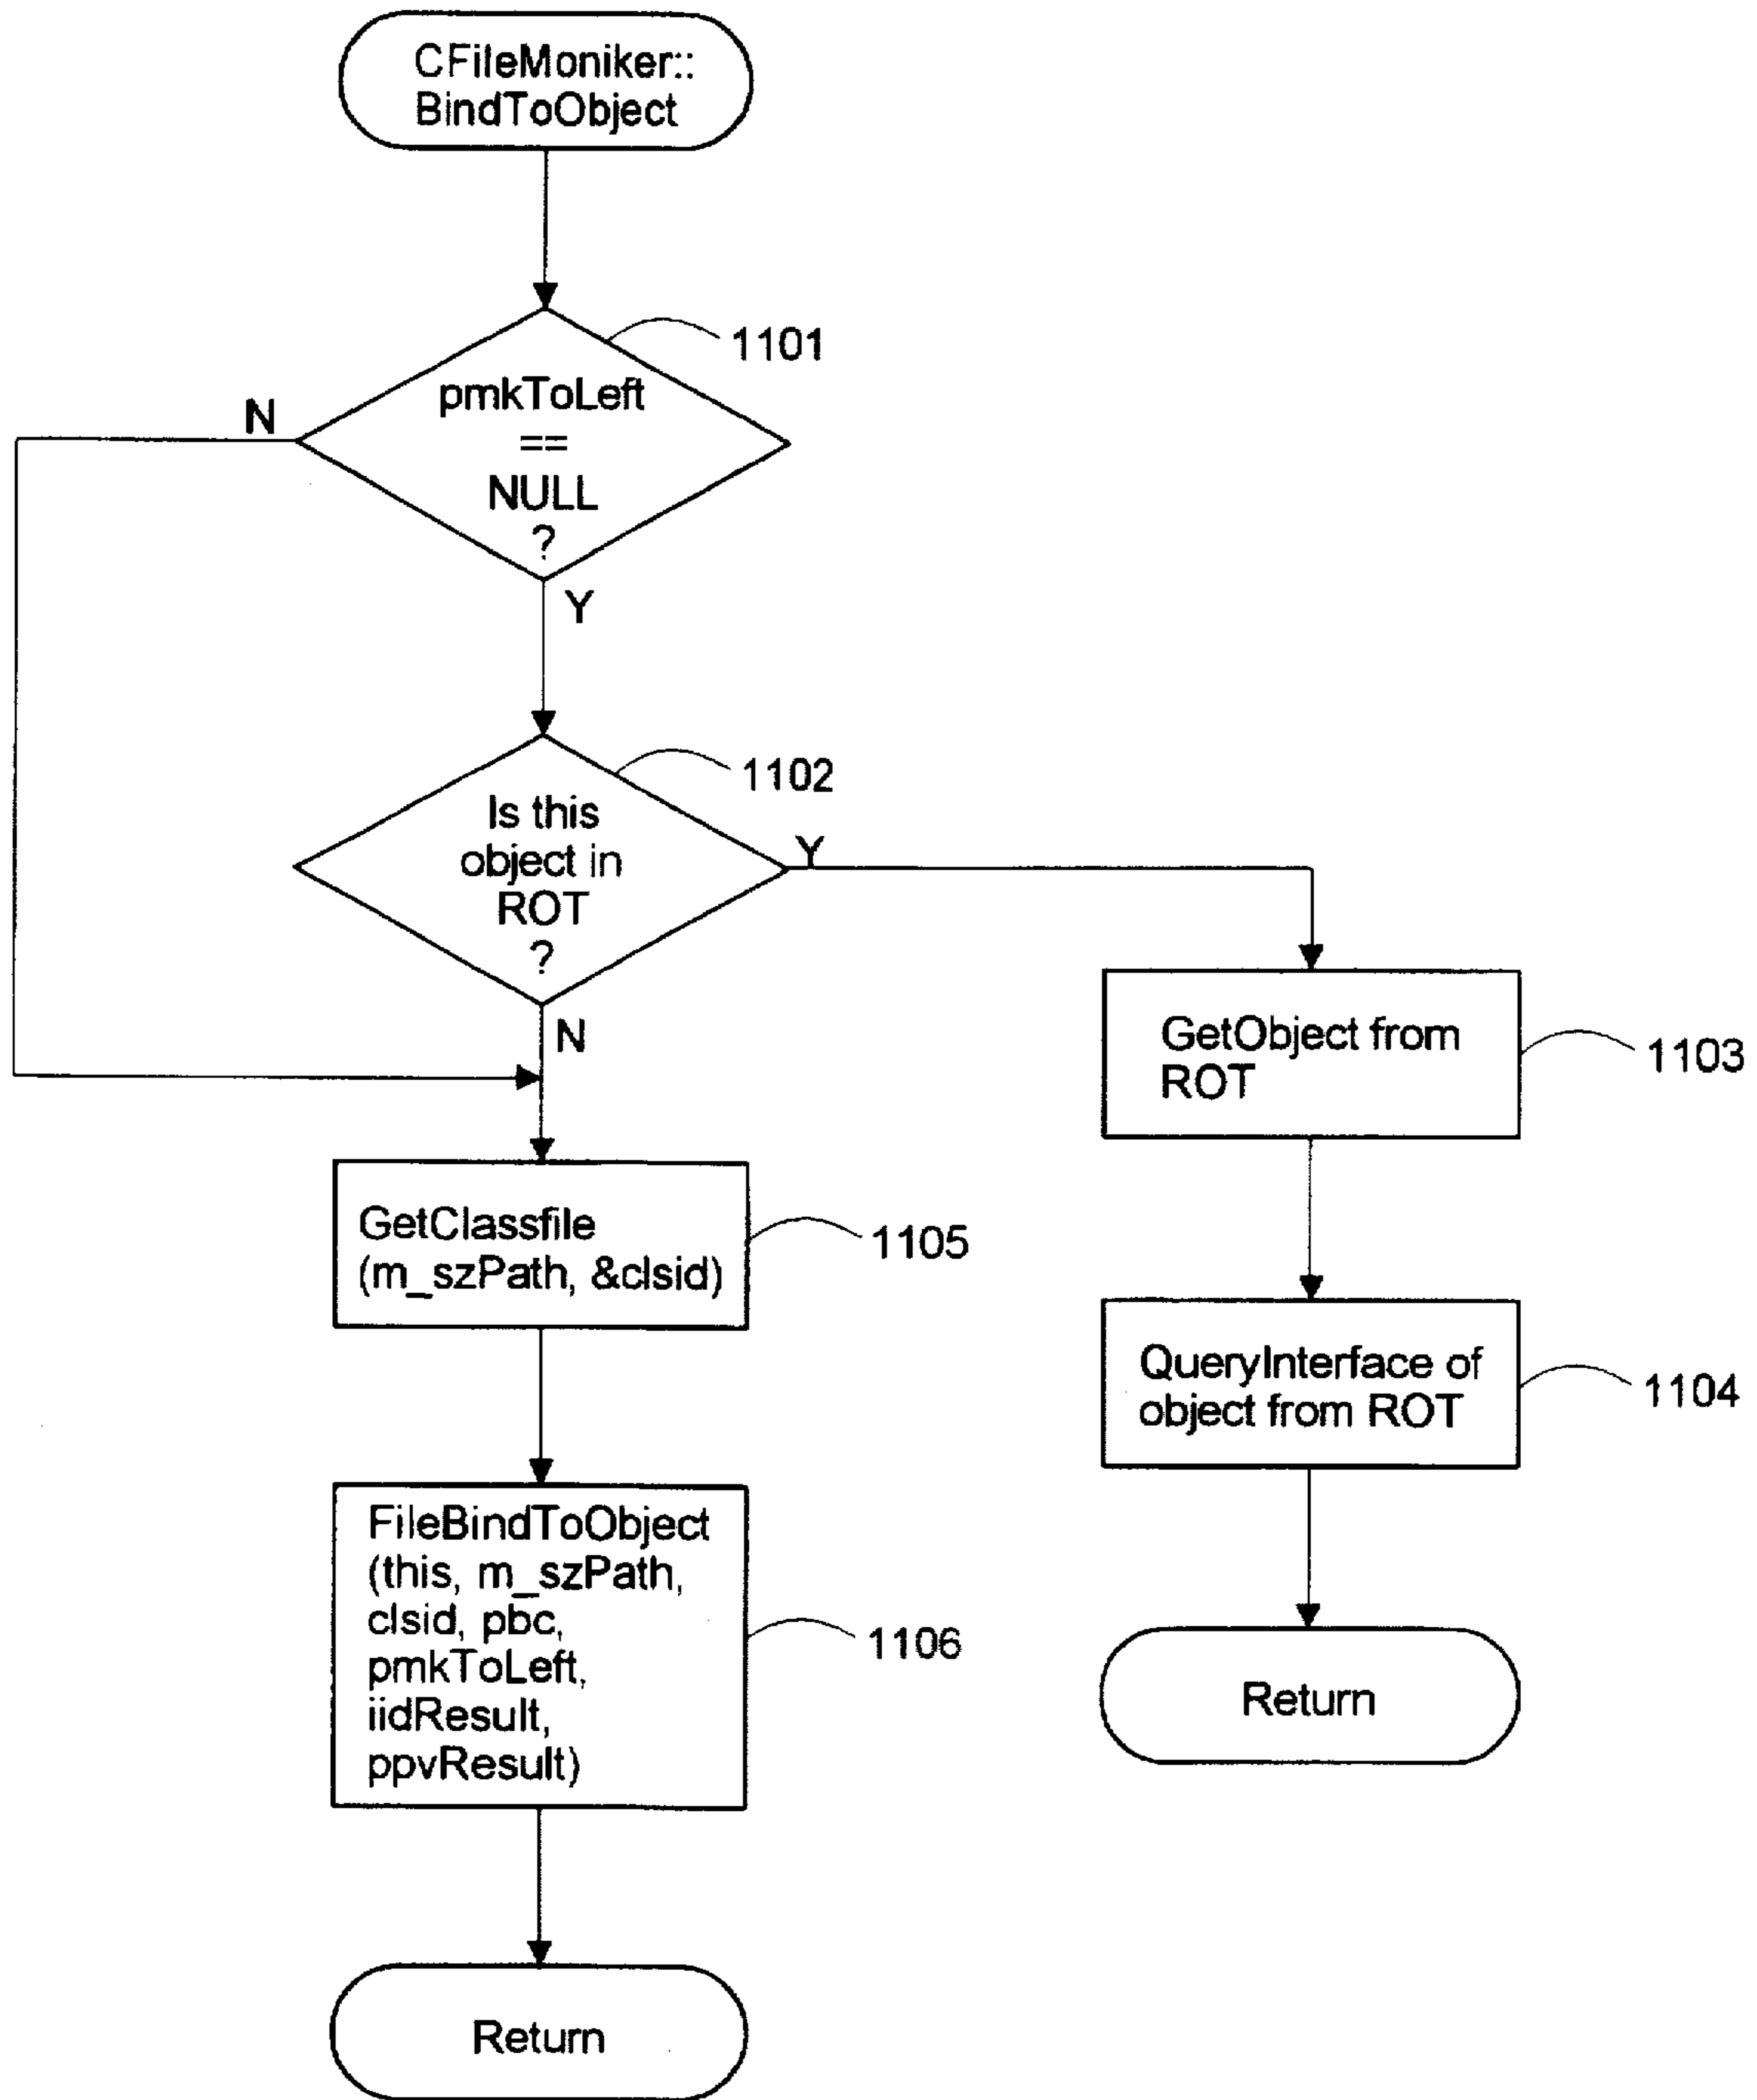 CFileMoniker::
BindToObject
1101
pmkToLeft
==
NULL
?
N
Y
1102
Is this
object in
ROT
?
Y
N
GetObject from
ROT
1103
GetClassfile
(m_szPath, &clsid)
1105
QueryInterface of
object from ROT
1104
FileBindToObject
(this, m_szPath,
clsid, pbc,
pmkToLeft,
iidResult,
ppvResult)
1106
Return
Return